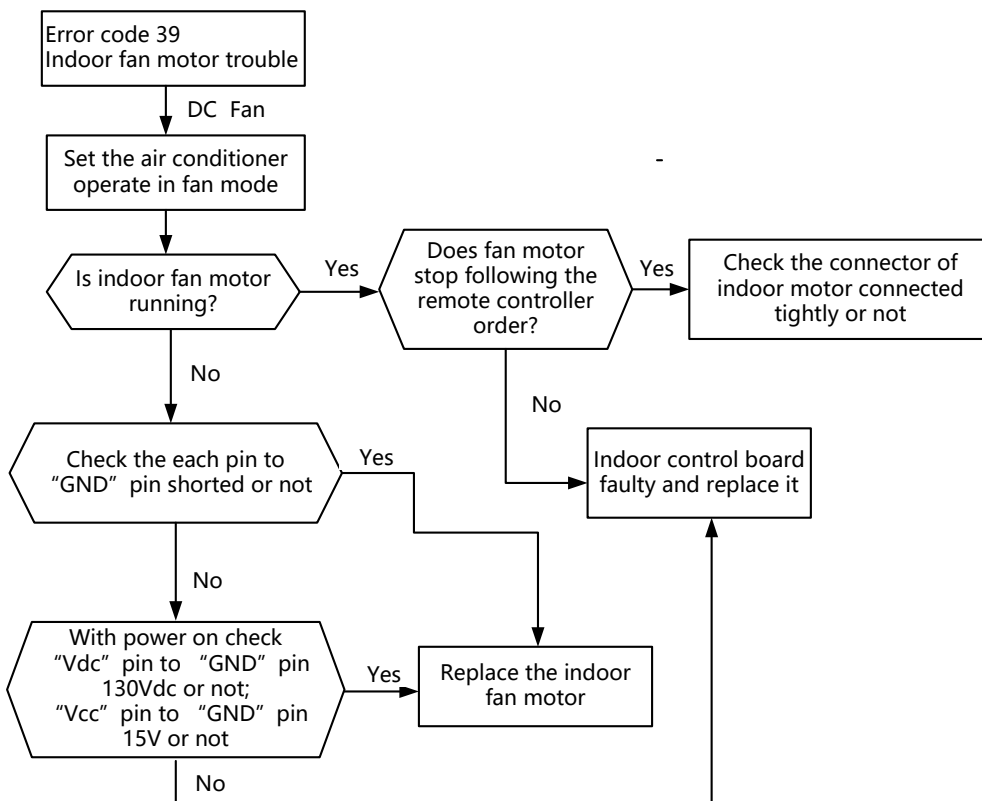 Error code 39
Indoor fan motor trouble
DC Fan
Set the air conditioner
operate in fan mode
-
Is indoor fan motor
running?
Yes
Does fan motor
stop following the
remote controller
order?
Yes
Check the connector of
indoor motor connected
tightly or not
No
No
Check the each pin to
“GND” pin shorted or not
Yes
Indoor control board
faulty and replace it
No
With power on check
“Vdc” pin to “GND” pin
130Vdc or not;
“Vcc” pin to “GND” pin
15V or not
Yes
Replace the indoor
fan motor
No